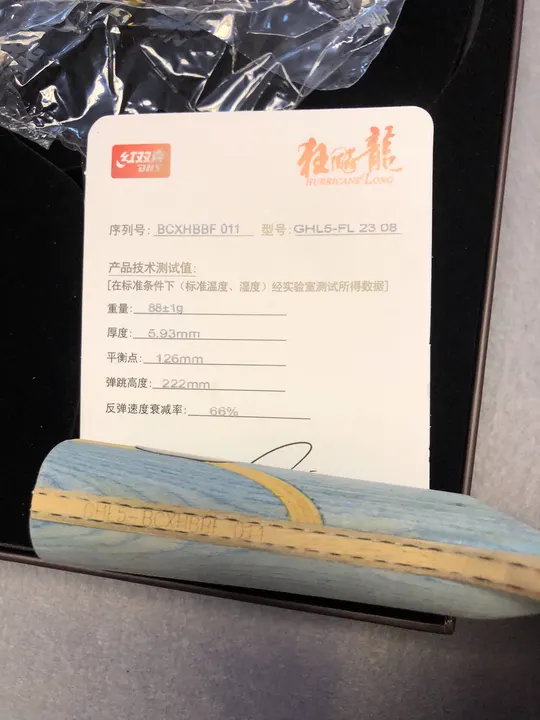 红双喜
DHS
狂飚龍
HURRICANE LONG
序列号: BCXHBBF 011 型号: GHL5-FL 23 08
产品技术测试值:
[在标准条件下（标准温度、湿度）经实验室测试所得数据]
重量: 88±1g
厚度: 5.93mm
平衡点: 126mm
弹跳高度: 222mm
反弹速度衰减率: 66%
GHL5-BCXHBBF 011